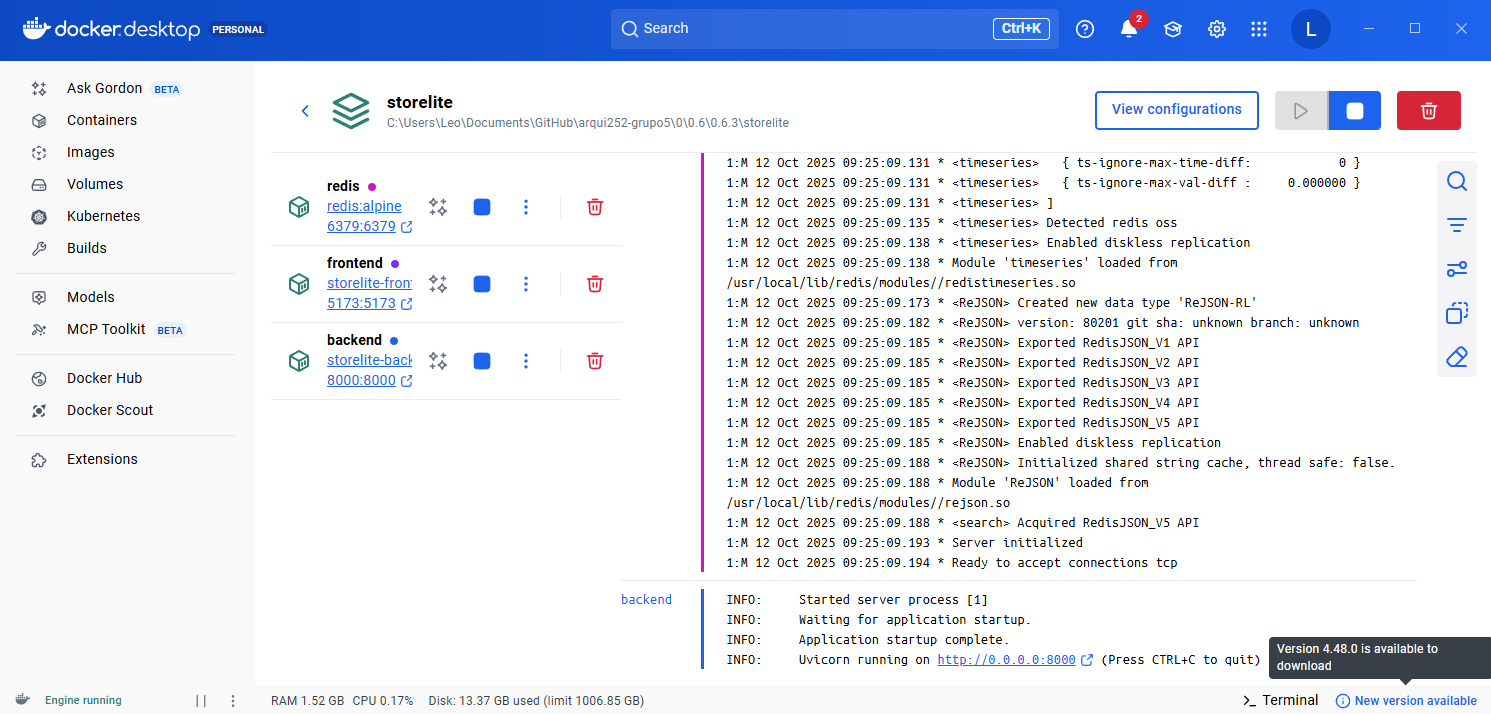 docker.desktop PERSONAL
Search
Ctrl+K
2
L
Ask Gordon BETA
Containers
Images
Volumes
Kubernetes
Builds
Models
MCP Toolkit BETA
Docker Hub
Docker Scout
Extensions
storelite
C:\Users\Leo\Documents\GitHub\arqui252-grupo5\0\0.6\0.6.3\storelite
View configurations
redis
redis:alpine
6379:6379
frontend
storelite-fron
5173:5173
backend
storelite-back
8000:8000
1:M 12 Oct 2025 09:25:09.131 * <timeseries>   { ts-ignore-max-time-diff:            0 }
1:M 12 Oct 2025 09:25:09.131 * <timeseries>   { ts-ignore-max-val-diff :     0.000000 }
1:M 12 Oct 2025 09:25:09.131 * <timeseries> ]
1:M 12 Oct 2025 09:25:09.135 * <timeseries> Detected redis oss
1:M 12 Oct 2025 09:25:09.138 * <timeseries> Enabled diskless replication
1:M 12 Oct 2025 09:25:09.138 * Module 'timeseries' loaded from
/usr/local/lib/redis/modules//redistimeseries.so
1:M 12 Oct 2025 09:25:09.173 * <ReJSON> Created new data type 'ReJSON-RL'
1:M 12 Oct 2025 09:25:09.182 * <ReJSON> version: 80201 git sha: unknown branch: unknown
1:M 12 Oct 2025 09:25:09.185 * <ReJSON> Exported RedisJSON_V1 API
1:M 12 Oct 2025 09:25:09.185 * <ReJSON> Exported RedisJSON_V2 API
1:M 12 Oct 2025 09:25:09.185 * <ReJSON> Exported RedisJSON_V3 API
1:M 12 Oct 2025 09:25:09.185 * <ReJSON> Exported RedisJSON_V4 API
1:M 12 Oct 2025 09:25:09.185 * <ReJSON> Exported RedisJSON_V5 API
1:M 12 Oct 2025 09:25:09.185 * <ReJSON> Enabled diskless replication
1:M 12 Oct 2025 09:25:09.188 * <ReJSON> Initialized shared string cache, thread safe: false.
1:M 12 Oct 2025 09:25:09.188 * Module 'ReJSON' loaded from
/usr/local/lib/redis/modules//rejson.so
1:M 12 Oct 2025 09:25:09.188 * <search> Acquired RedisJSON_V5 API
1:M 12 Oct 2025 09:25:09.193 * Server initialized
1:M 12 Oct 2025 09:25:09.194 * Ready to accept connections tcp
backend
INFO:     Started server process [1]
INFO:     Waiting for application startup.
INFO:     Application startup complete.
INFO:     Uvicorn running on http://0.0.0.0:8000 (Press CTRL+C to quit)
Version 4.48.0 is available to
download
Engine running
RAM 1.52 GB CPU 0.17% Disk: 13.37 GB used (limit 1006.85 GB)
Terminal
New version available